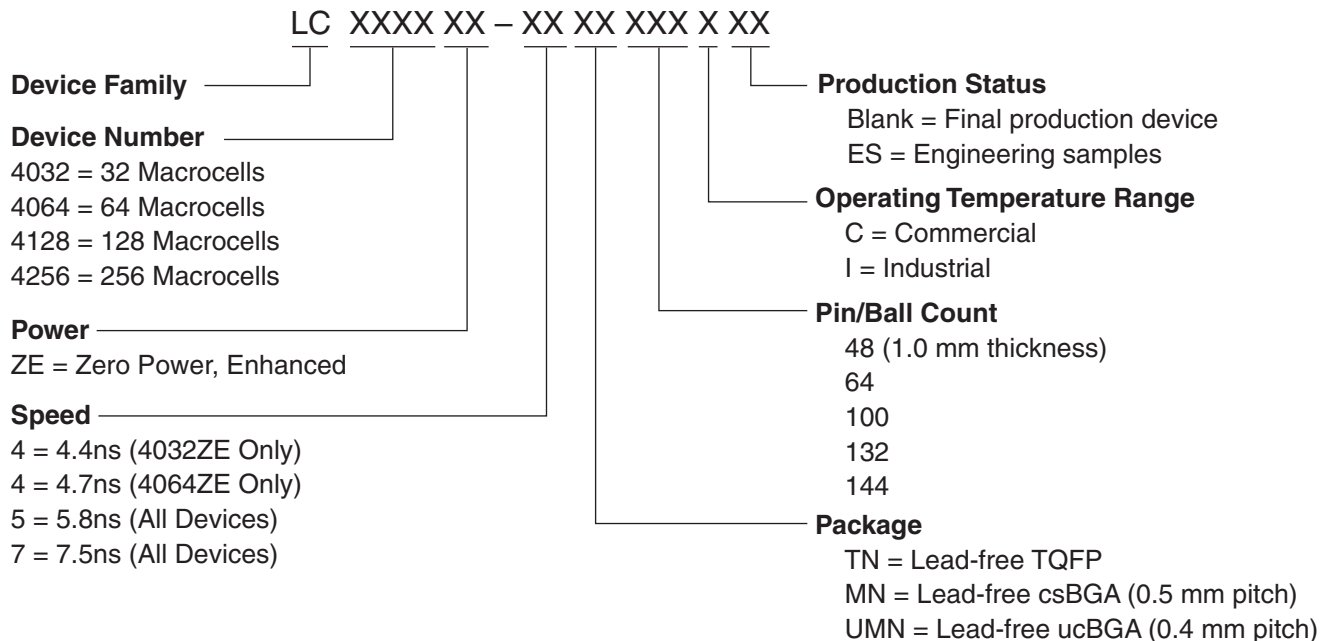 LC XXXX XX – XX XX XXX X XX
Device Family
Device Number
4032 = 32 Macrocells
4064 = 64 Macrocells
4128 = 128 Macrocells
4256 = 256 Macrocells
Power
ZE = Zero Power, Enhanced
Speed
4 = 4.4ns (4032ZE Only)
4 = 4.7ns (4064ZE Only)
5 = 5.8ns (All Devices)
7 = 7.5ns (All Devices)
Production Status
Blank = Final production device
ES = Engineering samples
Operating Temperature Range
C = Commercial
I = Industrial
Pin/Ball Count
48 (1.0 mm thickness)
64
100
132
144
Package
TN = Lead-free TQFP
MN = Lead-free csBGA (0.5 mm pitch)
UMN = Lead-free ucBGA (0.4 mm pitch)